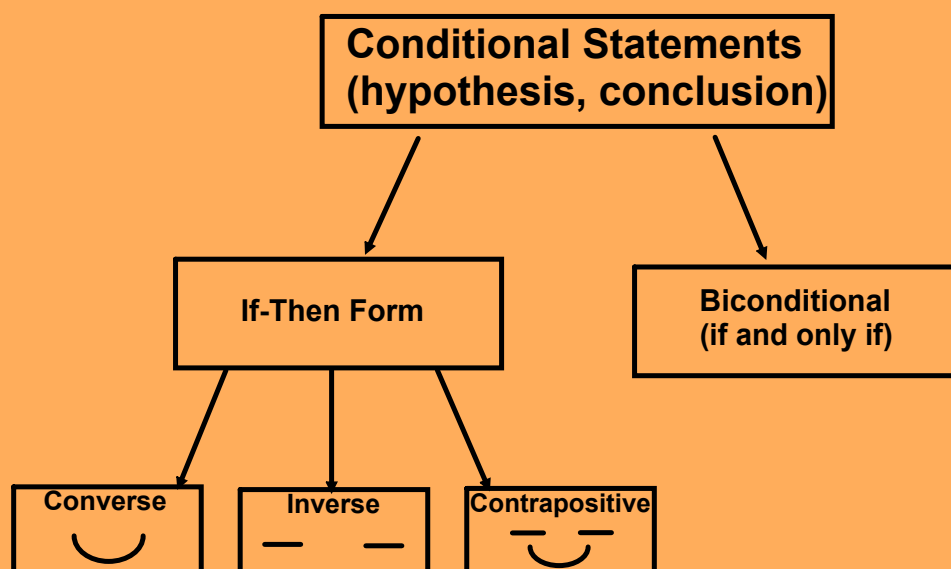 Conditional Statements
(hypothesis, conclusion)
If-Then Form
Biconditional
(if and only if)
Converse
Inverse
Contrapositive